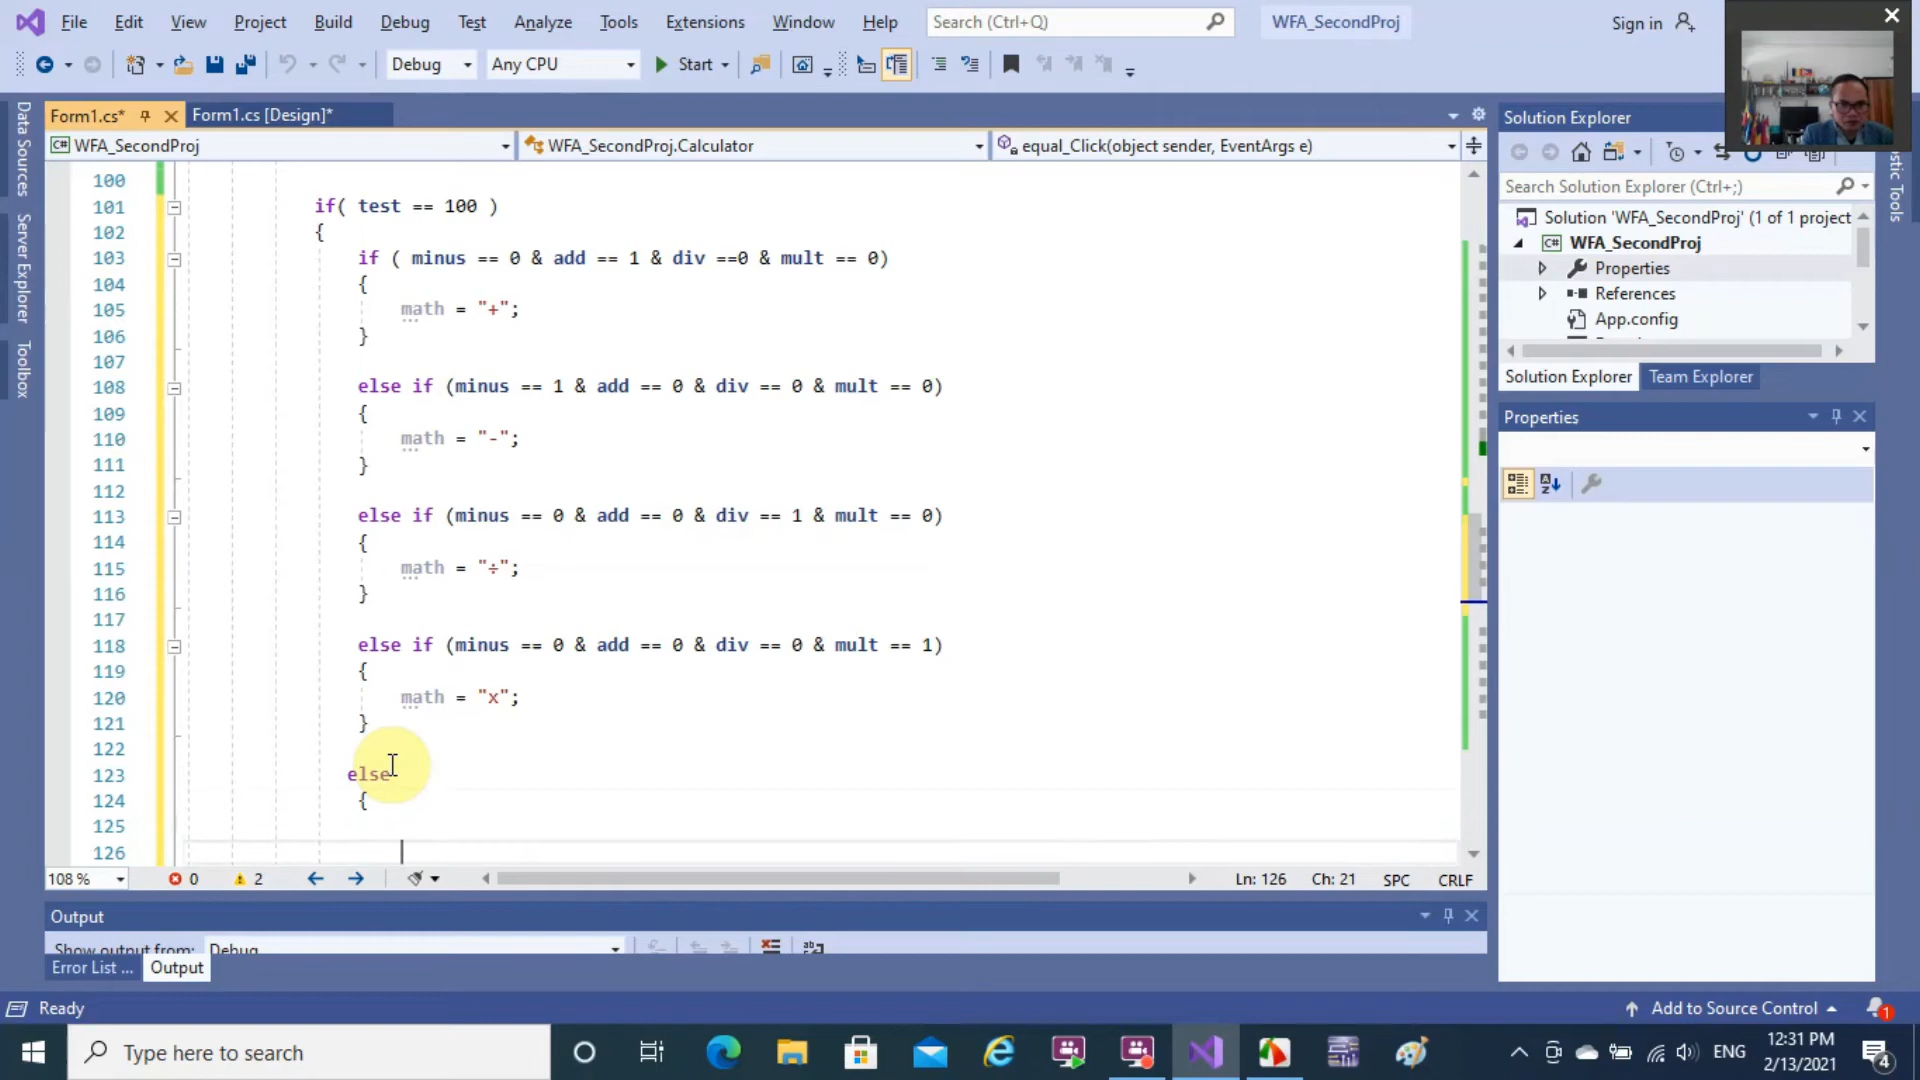 File Edit View Project Build Debug Test Analyze Tools Extensions Window Help Search (Ctrl+Q) WFA_SecondProj Sign in
Debug Any CPU Start
Form1.cs* Form1.cs [Design]*
WFA_SecondProj WFA_SecondProj.Calculator equal_Click(object sender, EventArgs e)
Data Sources
Server Explorer
Toolbox
100
101 if( test == 100 )
102 {
103 if ( minus == 0 & add == 1 & div ==0 & mult == 0)
104 {
105 math = "+";
106 }
107
108 else if (minus == 1 & add == 0 & div == 0 & mult == 0)
109 {
110 math = "-";
111 }
112
113 else if (minus == 0 & add == 0 & div == 1 & mult == 0)
114 {
115 math = "÷";
116 }
117
118 else if (minus == 0 & add == 0 & div == 0 & mult == 1)
119 {
120 math = "x";
121 }
122
123 else
124 {
125
126
108 % 0 2 Ln: 126 Ch: 21 SPC CRLF
Output
Show output from: Debug
Error List ... Output
Solution Explorer
Search Solution Explorer (Ctrl+;)
Solution 'WFA_SecondProj' (1 of 1 project
C# WFA_SecondProj
Properties
References
App.config
Solution Explorer Team Explorer
Properties
stic Tools
Ready Add to Source Control 1
Type here to search ENG 12:31 PM
2/13/2021 4